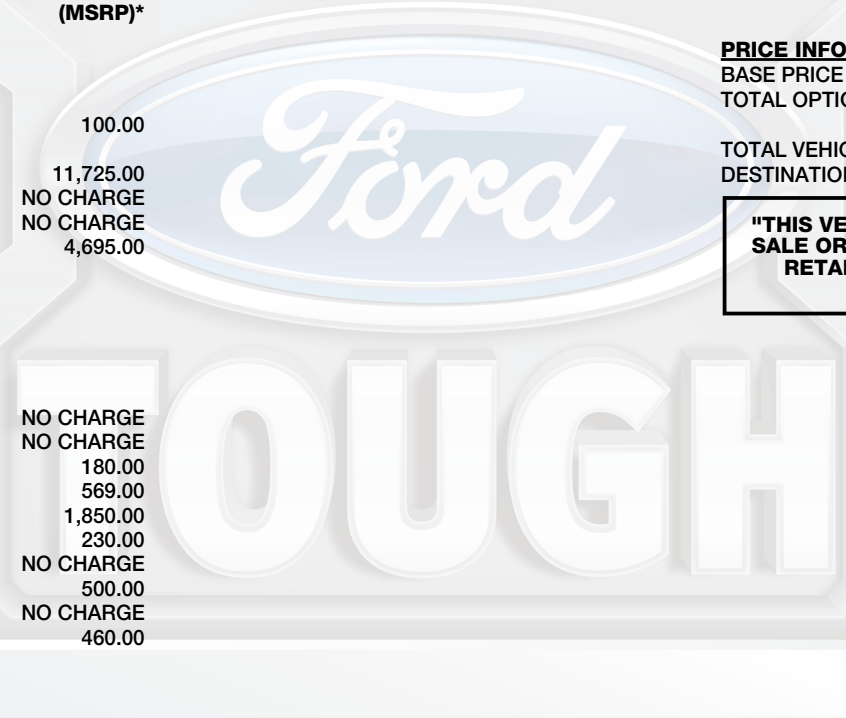 (MSRP)*
100.00
11,725.00
NO CHARGE
NO CHARGE
4,695.00
NO CHARGE
NO CHARGE
180.00
569.00
1,850.00
230.00
NO CHARGE
500.00
NO CHARGE
460.00
PRICE INFO
BASE PRICE
TOTAL OPTIO
TOTAL VEHIC
DESTINATION
"THIS VE
SALE OR
RETAI
Ford
TOUGH